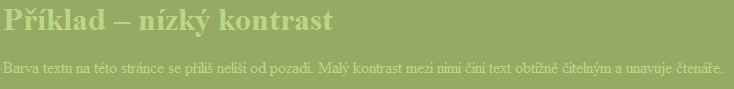 Příklad – nízký kontrast
Barva textu na této stránce se příliš neliší od pozadí. Malý kontrast mezi nimi činí text obtížně čitelným a unavuje čtenáře.